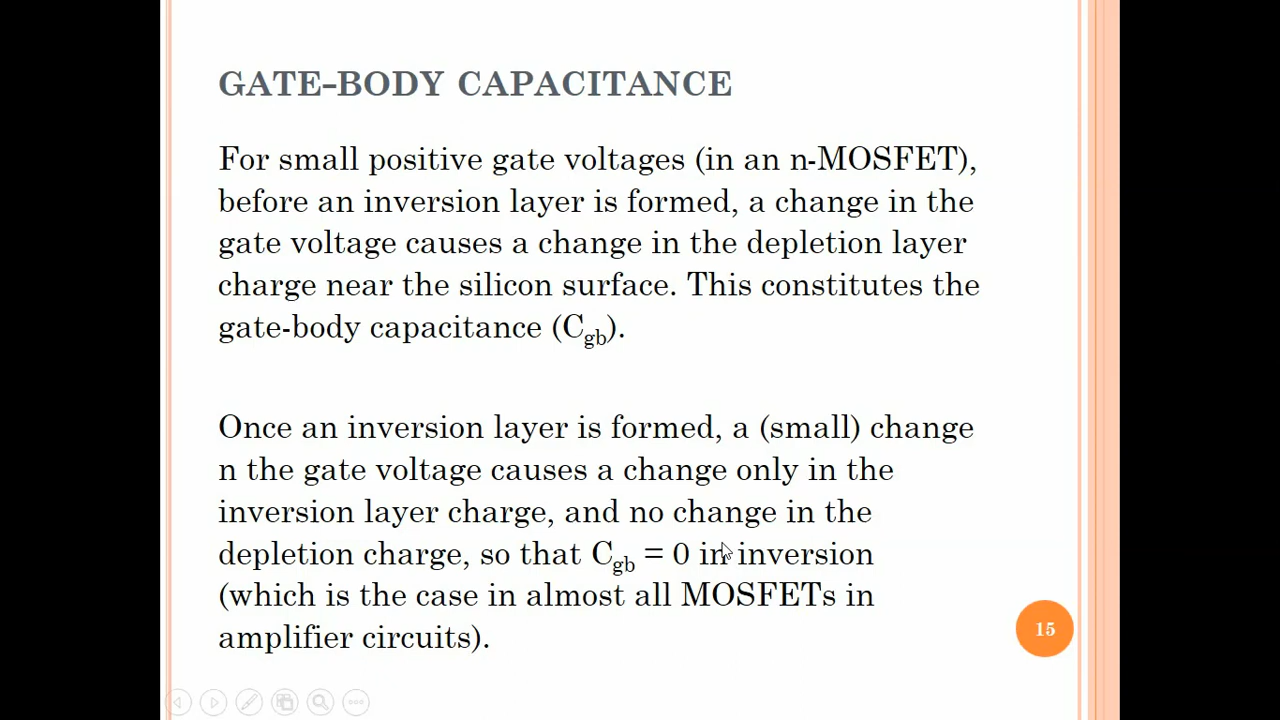 GATE–BODY CAPACITANCE
For small positive gate voltages (in an n-MOSFET),
before an inversion layer is formed, a change in the
gate voltage causes a change in the depletion layer
charge near the silicon surface. This constitutes the
gate-body capacitance (Cgb).
Once an inversion layer is formed, a (small) change
n the gate voltage causes a change only in the
inversion layer charge, and no change in the
depletion charge, so that Cgb = 0 in inversion
(which is the case in almost all MOSFETs in
amplifier circuits).
15